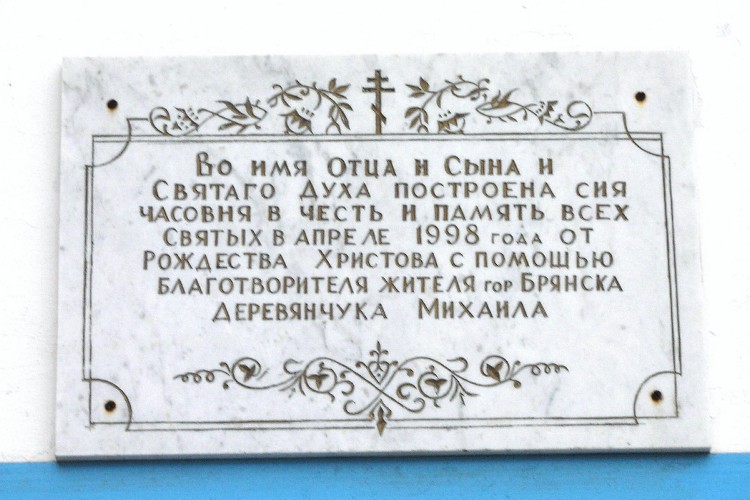 Во имя Отца и Сына и
Святаго Духа построена сия
часовня в честь и память всех
святых в апреле 1998 года от
Рождества Христова с помощью
благотворителя жителя гор Брянска
Деревянчука Михаила